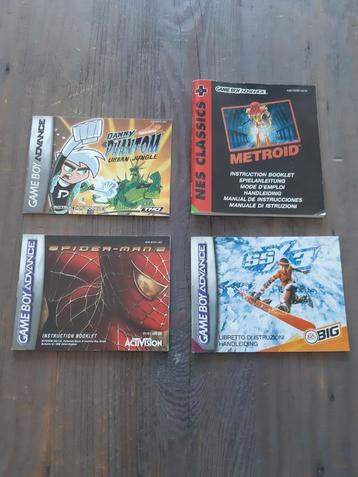 GAME BOY ADVANCE
DANNY
PHANTOM
URBAN JUNGLE
THQ
NES CLASSICS
GAME BOY ADVANCE
METROID
INSTRUCTION BOOKLET
SPIELANLEITUNG
MODE D'EMPLOI
HANDLEIDING
MANUAL DE INSTRUCCIONES
MANUALE DI ISTRUZIONI
GAME BOY ADVANCE
SPIDER-MAN 2
INSTRUCTION BOOKLET
ACTIVISION
GAME BOY ADVANCE
SSX3
LIBRETTO DI ISTRUZIONI
HANDLEIDING
EA
BIG